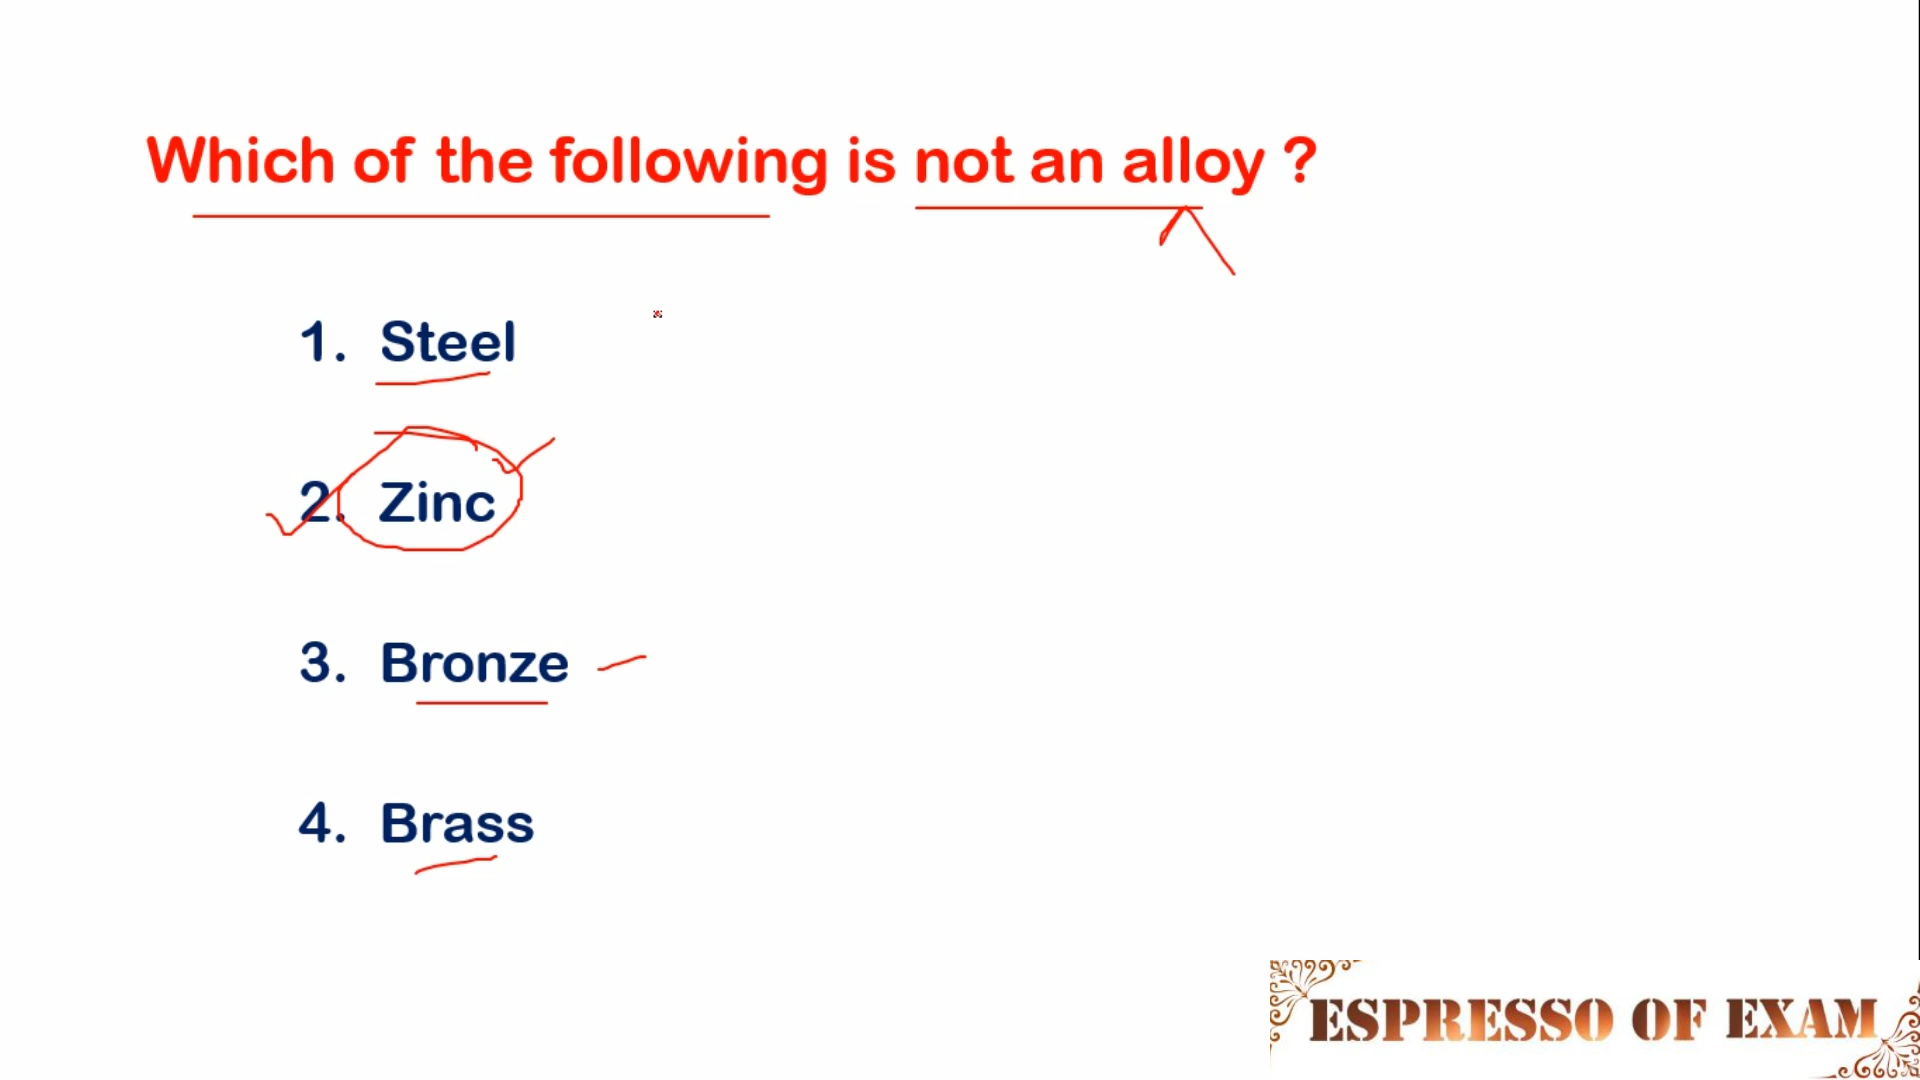 Which of the following is not an alloy ?
1. Steel
2. Zinc
3. Bronze
4. Brass
ESPRESSO OF EXAM